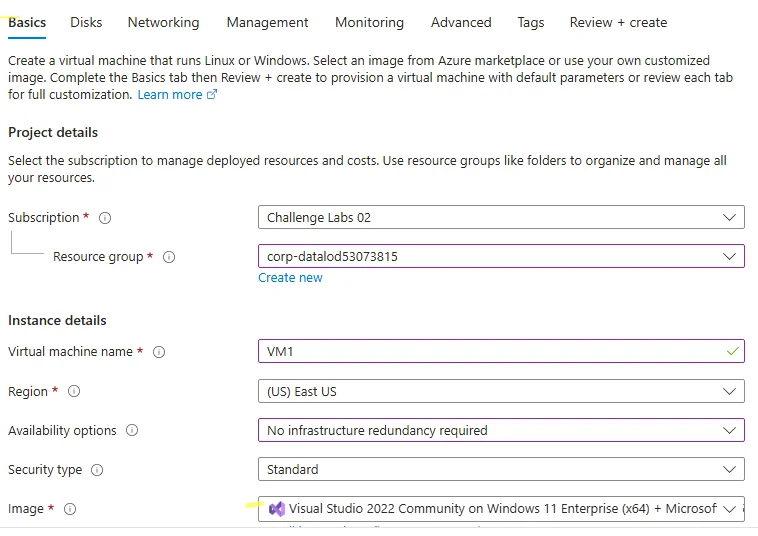 Basics Disks Networking Management Monitoring Advanced Tags Review + create
Create a virtual machine that runs Linux or Windows. Select an image from Azure marketplace or use your own customized
image. Complete the Basics tab then Review + create to provision a virtual machine with default parameters or review each tab
for full customization. Learn more
Project details
Select the subscription to manage deployed resources and costs. Use resource groups like folders to organize and manage all
your resources.
Subscription * Challenge Labs 02
Resource group * corp-datalod53073815
Create new
Instance details
Virtual machine name * VM1
Region * (US) East US
Availability options No infrastructure redundancy required
Security type Standard
Image * Visual Studio 2022 Community on Windows 11 Enterprise (x64) + Microsof